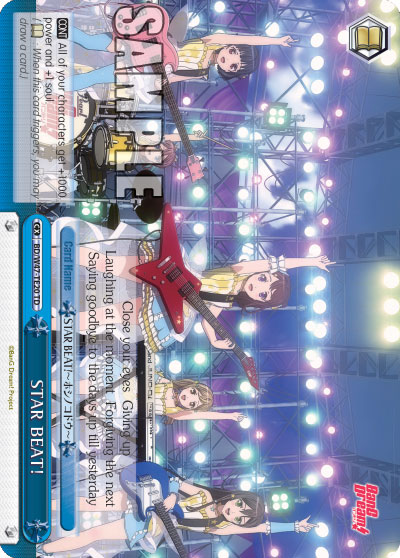 SAMPLE
CONT All of your characters get +1000
power and +1 soul
( : When this card triggers, you may
draw a card)
Close your eyes Giving up
Laughing at the moment Forgiving the next
Saying goodbye to the days up till yesterday
Card Name
STAR BEAT!～ホシノコドウ～
STAR BEAT!
©BanG Dream! Project
BanG
Dream!